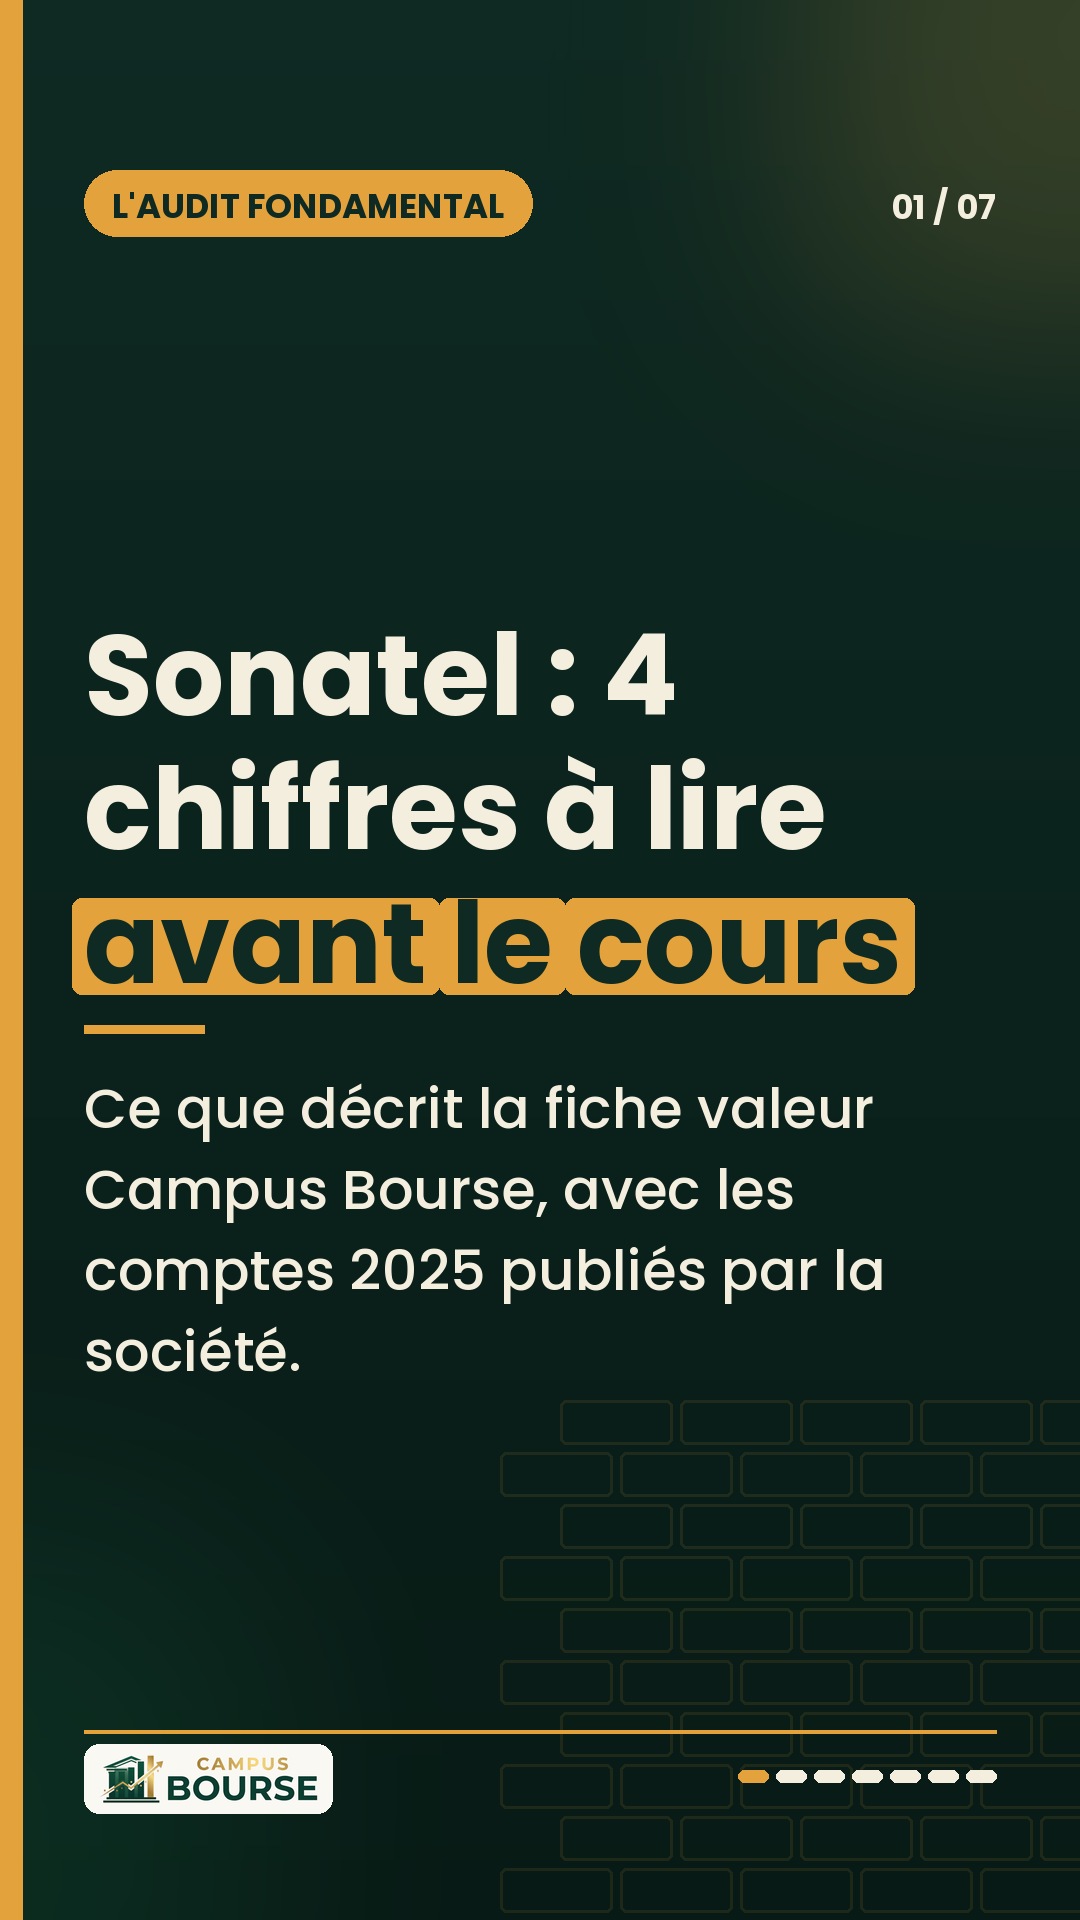 L'AUDIT FONDAMENTAL
01 / 07
Sonatel : 4
chiffres à lire
avant le cours
Ce que décrit la fiche valeur
Campus Bourse, avec les
comptes 2025 publiés par la
société.
CAMPUS
BOURSE